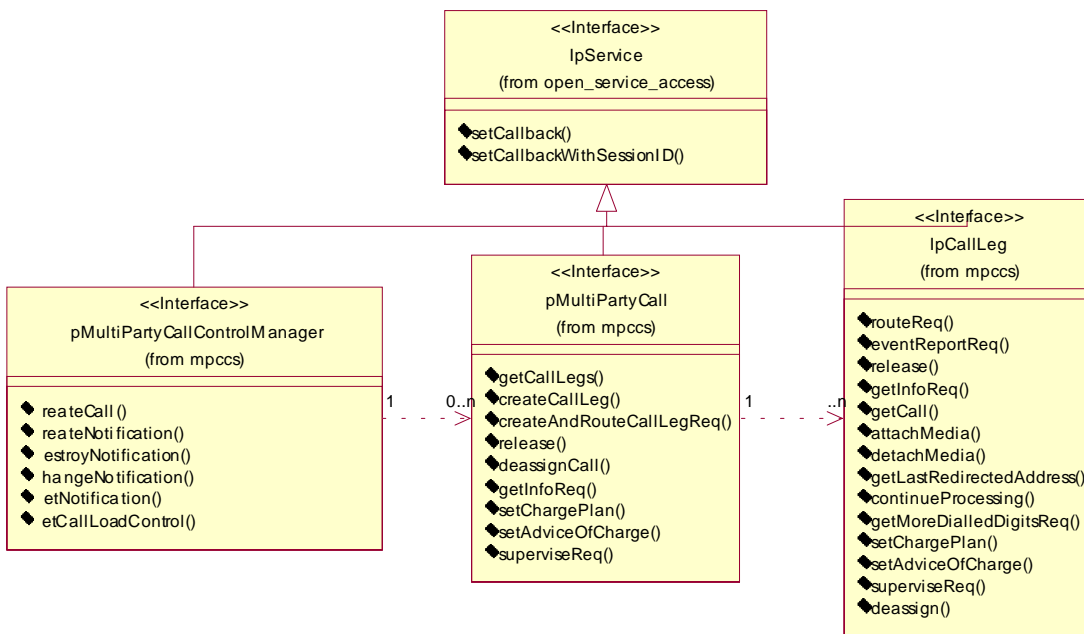 <<Interface>>
IpService
(from open_service_access)
setCallback()
setCallbackWithSessionID()
<<Interface>>
pMultiPartyCallControlManager
(from mpccs)
reateCall()
reateNotification()
estroyNotification()
hangeNotification()
etNotification()
etCallLoadControl()
1
0..n
<<Interface>>
pMultiPartyCall
(from mpccs)
getCallLegs()
createCallLeg()
createAndRouteCallLegReq()
release()
deassignCall()
getInfoReq()
setChargePlan()
setAdviceOfCharge()
superviseReq()
1
..n
<<Interface>>
IpCallLeg
(from mpccs)
routeReq()
eventReportReq()
release()
getInfoReq()
getCall()
attachMedia()
detachMedia()
getLastRedirectedAddress()
continueProcessing()
getMoreDialledDigitsReq()
setChargePlan()
setAdviceOfCharge()
superviseReq()
deassign()